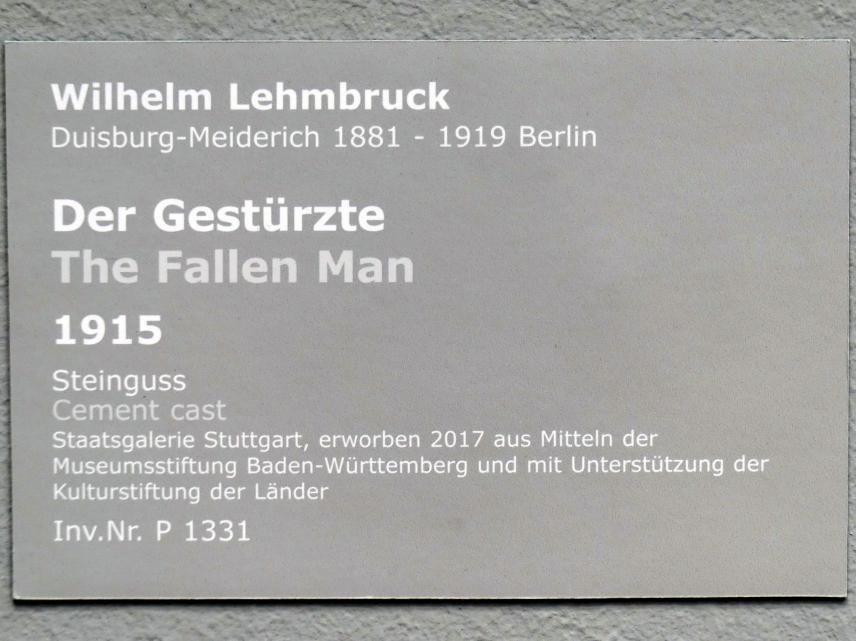 Wilhelm Lehmbruck
Duisburg-Meiderich 1881 - 1919 Berlin
Der Gestürzte
The Fallen Man
1915
Steinguss
Cement cast
Staatsgalerie Stuttgart, erworben 2017 aus Mitteln der
Museumsstiftung Baden-Württemberg und mit Unterstützung der
Kulturstiftung der Länder
Inv.Nr. P 1331